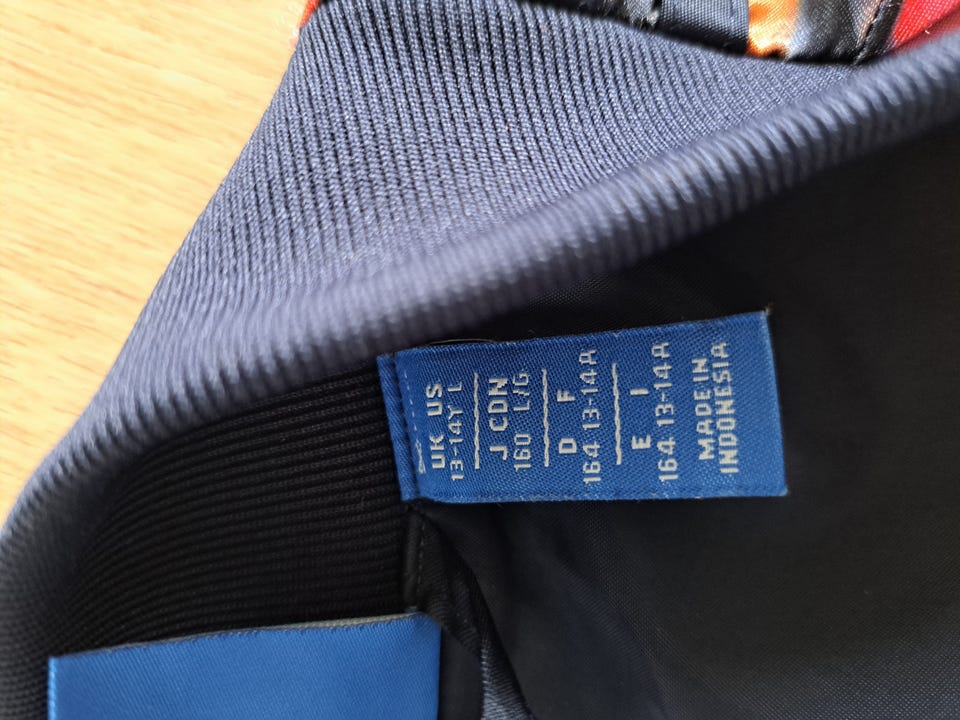 UK US
13-14Y L
J CDN
160 L/G
D F
164 13-14A
E I
164 13-14A
MADE IN
INDONESIA